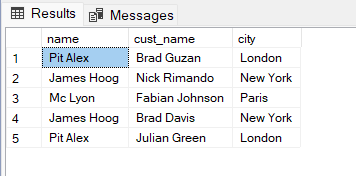 Results Messages
name cust_name city
1 Pit Alex Brad Guzan London
2 James Hoog Nick Rimando New York
3 Mc Lyon Fabian Johnson Paris
4 James Hoog Brad Davis New York
5 Pit Alex Julian Green London